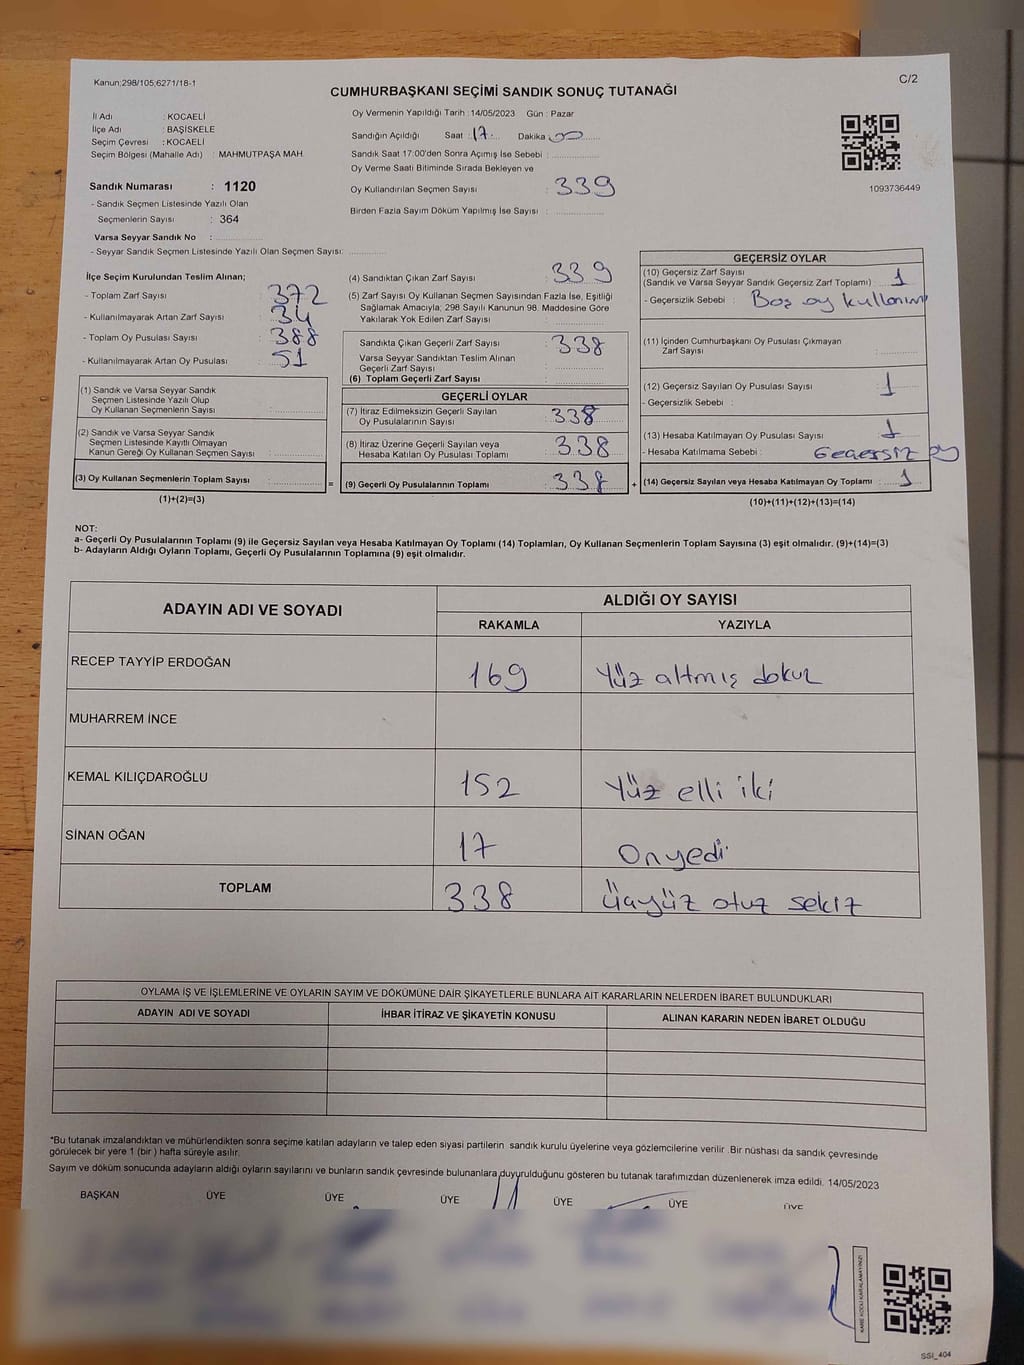 Kanun;298/105;6271/18-1
C/2
CUMHURBAŞKANI SEÇİMİ SANDIK SONUÇ TUTANAĞI
İl Adı : KOCAELİ
İlçe Adı : BAŞİSKELE
Seçim Çevresi : KOCAELİ
Seçim Bölgesi (Mahalle Adı) : MAHMUTPAŞA MAH.
Sandık Numarası : 1120
- Sandık Seçmen Listesinde Yazılı Olan
Seçmenlerin Sayısı : 364
Varsa Seyyar Sandık No :
- Seyyar Sandık Seçmen Listesinde Yazılı Olan Seçmen Sayısı:
Oy Vermenin Yapıldığı Tarih : 14/05/2023 Gün : Pazar
Sandığın Açıldığı Saat : 17 Dakika : 00
Sandık Saat 17:00'den Sonra Açımış İse Sebebi :
Oy Verme Saati Bitiminde Sırada Bekleyen ve
Oy Kullandırılan Seçmen Sayısı : 339
Birden Fazla Sayım Döküm Yapılmış İse Sayısı :
1093736449
İlçe Seçim Kurulundan Teslim Alınan;
- Toplam Zarf Sayısı : 372
- Kullanılmayarak Artan Zarf Sayısı : 34
- Toplam Oy Pusulası Sayısı : 388
- Kullanılmayarak Artan Oy Pusulası : 51
(1) Sandık ve Varsa Seyyar Sandık
Seçmen Listesinde Yazılı Olup
Oy Kullanan Seçmenlerin Sayısı :
(2) Sandık ve Varsa Seyyar Sandık
Seçmen Listesinde Kayıtlı Olmayan
Kanun Gereği Oy Kullanan Seçmen Sayısı :
(3) Oy Kullanan Seçmenlerin Toplam Sayısı :
(1)+(2)=(3)
=
(4) Sandıktan Çıkan Zarf Sayısı : 339
(5) Zarf Sayısı Oy Kullanan Seçmen Sayısından Fazla İse, Eşitliği
Sağlamak Amacıyla; 298 Sayılı Kanunun 98. Maddesine Göre
Yakılarak Yok Edilen Zarf Sayısı :
Sandıkta Çıkan Geçerli Zarf Sayısı : 338
Varsa Seyyar Sandıktan Teslim Alınan
Geçerli Zarf Sayısı :
(6) Toplam Geçerli Zarf Sayısı :
GEÇERLİ OYLAR
(7) İtiraz Edilmeksizin Geçerli Sayılan
Oy Pusulalarının Sayısı : 338
(8) İtiraz Üzerine Geçerli Sayılan veya
Hesaba Katılan Oy Pusulası Toplamı : 338
(9) Geçerli Oy Pusulalarının Toplamı : 338
+
GEÇERSİZ OYLAR
(10) Geçersiz Zarf Sayısı
(Sandık ve Varsa Seyyar Sandık Geçersiz Zarf Toplamı) : 1
- Geçersizlik Sebebi : Boş oy kullanım
(11) İçinden Cumhurbaşkanı Oy Pusulası Çıkmayan
Zarf Sayısı :
(12) Geçersiz Sayılan Oy Pusulası Sayısı : 1
- Geçersizlik Sebebi :
(13) Hesaba Katılmayan Oy Pusulası Sayısı : 1
- Hesaba Katılmama Sebebi : Geçersiz oy
(14) Geçersiz Sayılan veya Hesaba Katılmayan Oy Toplamı : 1
(10)+(11)+(12)+(13)=(14)
NOT:
a- Geçerli Oy Pusulalarının Toplamı (9) ile Geçersiz Sayılan veya Hesaba Katılmayan Oy Toplamı (14) Toplamları, Oy Kullanan Seçmenlerin Toplam Sayısına (3) eşit olmalıdır. (9)+(14)=(3)
b- Adayların Aldığı Oyların Toplamı, Geçerli Oy Pusulalarının Toplamına (9) eşit olmalıdır.
ADAYIN ADI VE SOYADI
ALDIĞI OY SAYISI
RAKAMLA YAZIYLA
RECEP TAYYİP ERDOĞAN 169 Yüz altmış dokuz
MUHARREM İNCE
KEMAL KILIÇDAROĞLU 152 Yüz elli iki
SİNAN OĞAN 17 Onyedi
TOPLAM 338 Üçyüz otuz sekiz
OYLAMA İŞ VE İŞLEMLERİNE VE OYLARIN SAYIM VE DÖKÜMÜNE DAİR ŞİKAYETLERLE BUNLARA AİT KARARLARIN NELERDEN İBARET BULUNDUKLARI
ADAYIN ADI VE SOYADI İHBAR İTİRAZ VE ŞİKAYETİN KONUSU ALINAN KARARIN NEDEN İBARET OLDUĞU
*Bu tutanak imzalandıktan ve mühürlendikten sonra seçime katılan adayların ve talep eden siyasi partilerin sandık kurulu üyelerine veya gözlemcilerine verilir. Bir nüshası da sandık çevresinde
görülecek bir yere 1 (bir ) hafta süreyle asılır.
Sayım ve döküm sonucunda adayların aldığı oyların sayılarını ve bunların sandık çevresinde bulunanlara duyurulduğunu gösteren bu tutanak tarafımızdan düzenlenerek imza edildi. 14/05/2023
BAŞKAN ÜYE ÜYE ÜYE ÜYE ÜYE ÜYE
KARE KODU KARALAMAYINIZ!
SSI_404